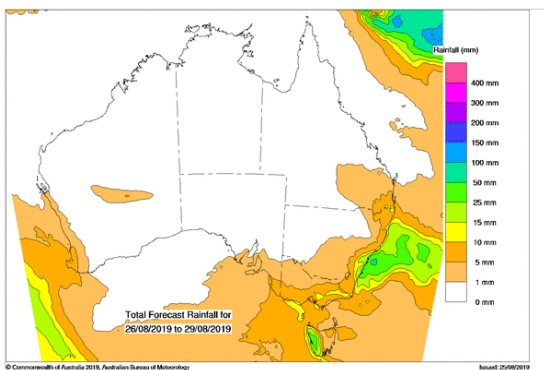 Rainfall (mm)
400 mm
300 mm
200 mm
150 mm
100 mm
50 mm
25 mm
15 mm
10 mm
5 mm
1 mm
0 mm
Total Forecast Rainfall for
26/08/2019 to 29/08/2019
© Commonwealth of Australia 2019, Australian Bureau of Meteorology
Issued: 25/08/2019